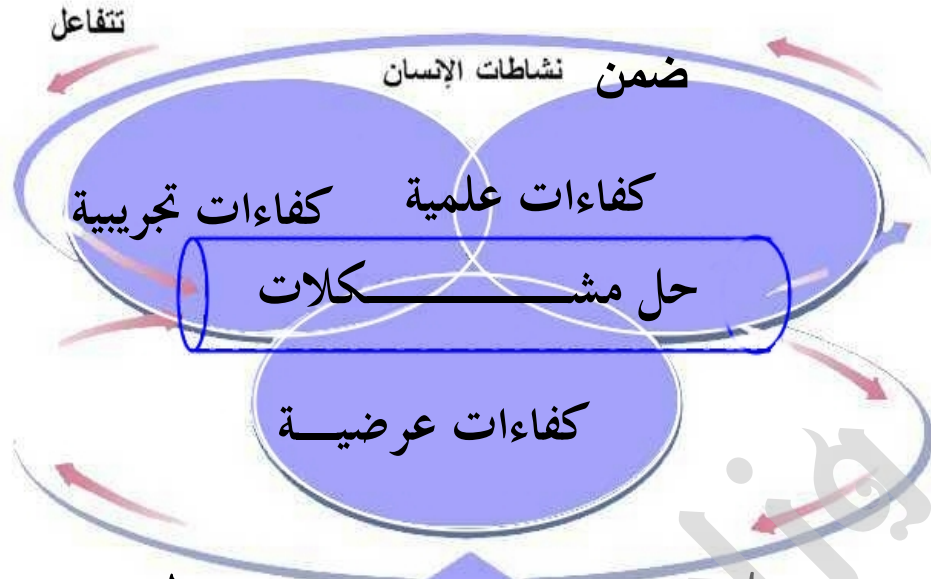 تتفاعل
ضمن نشاطات الإنسان
كفاءات علمية
كفاءات تجريبية
حل مشـــــــــــكلات
كفاءات عرضيـــة